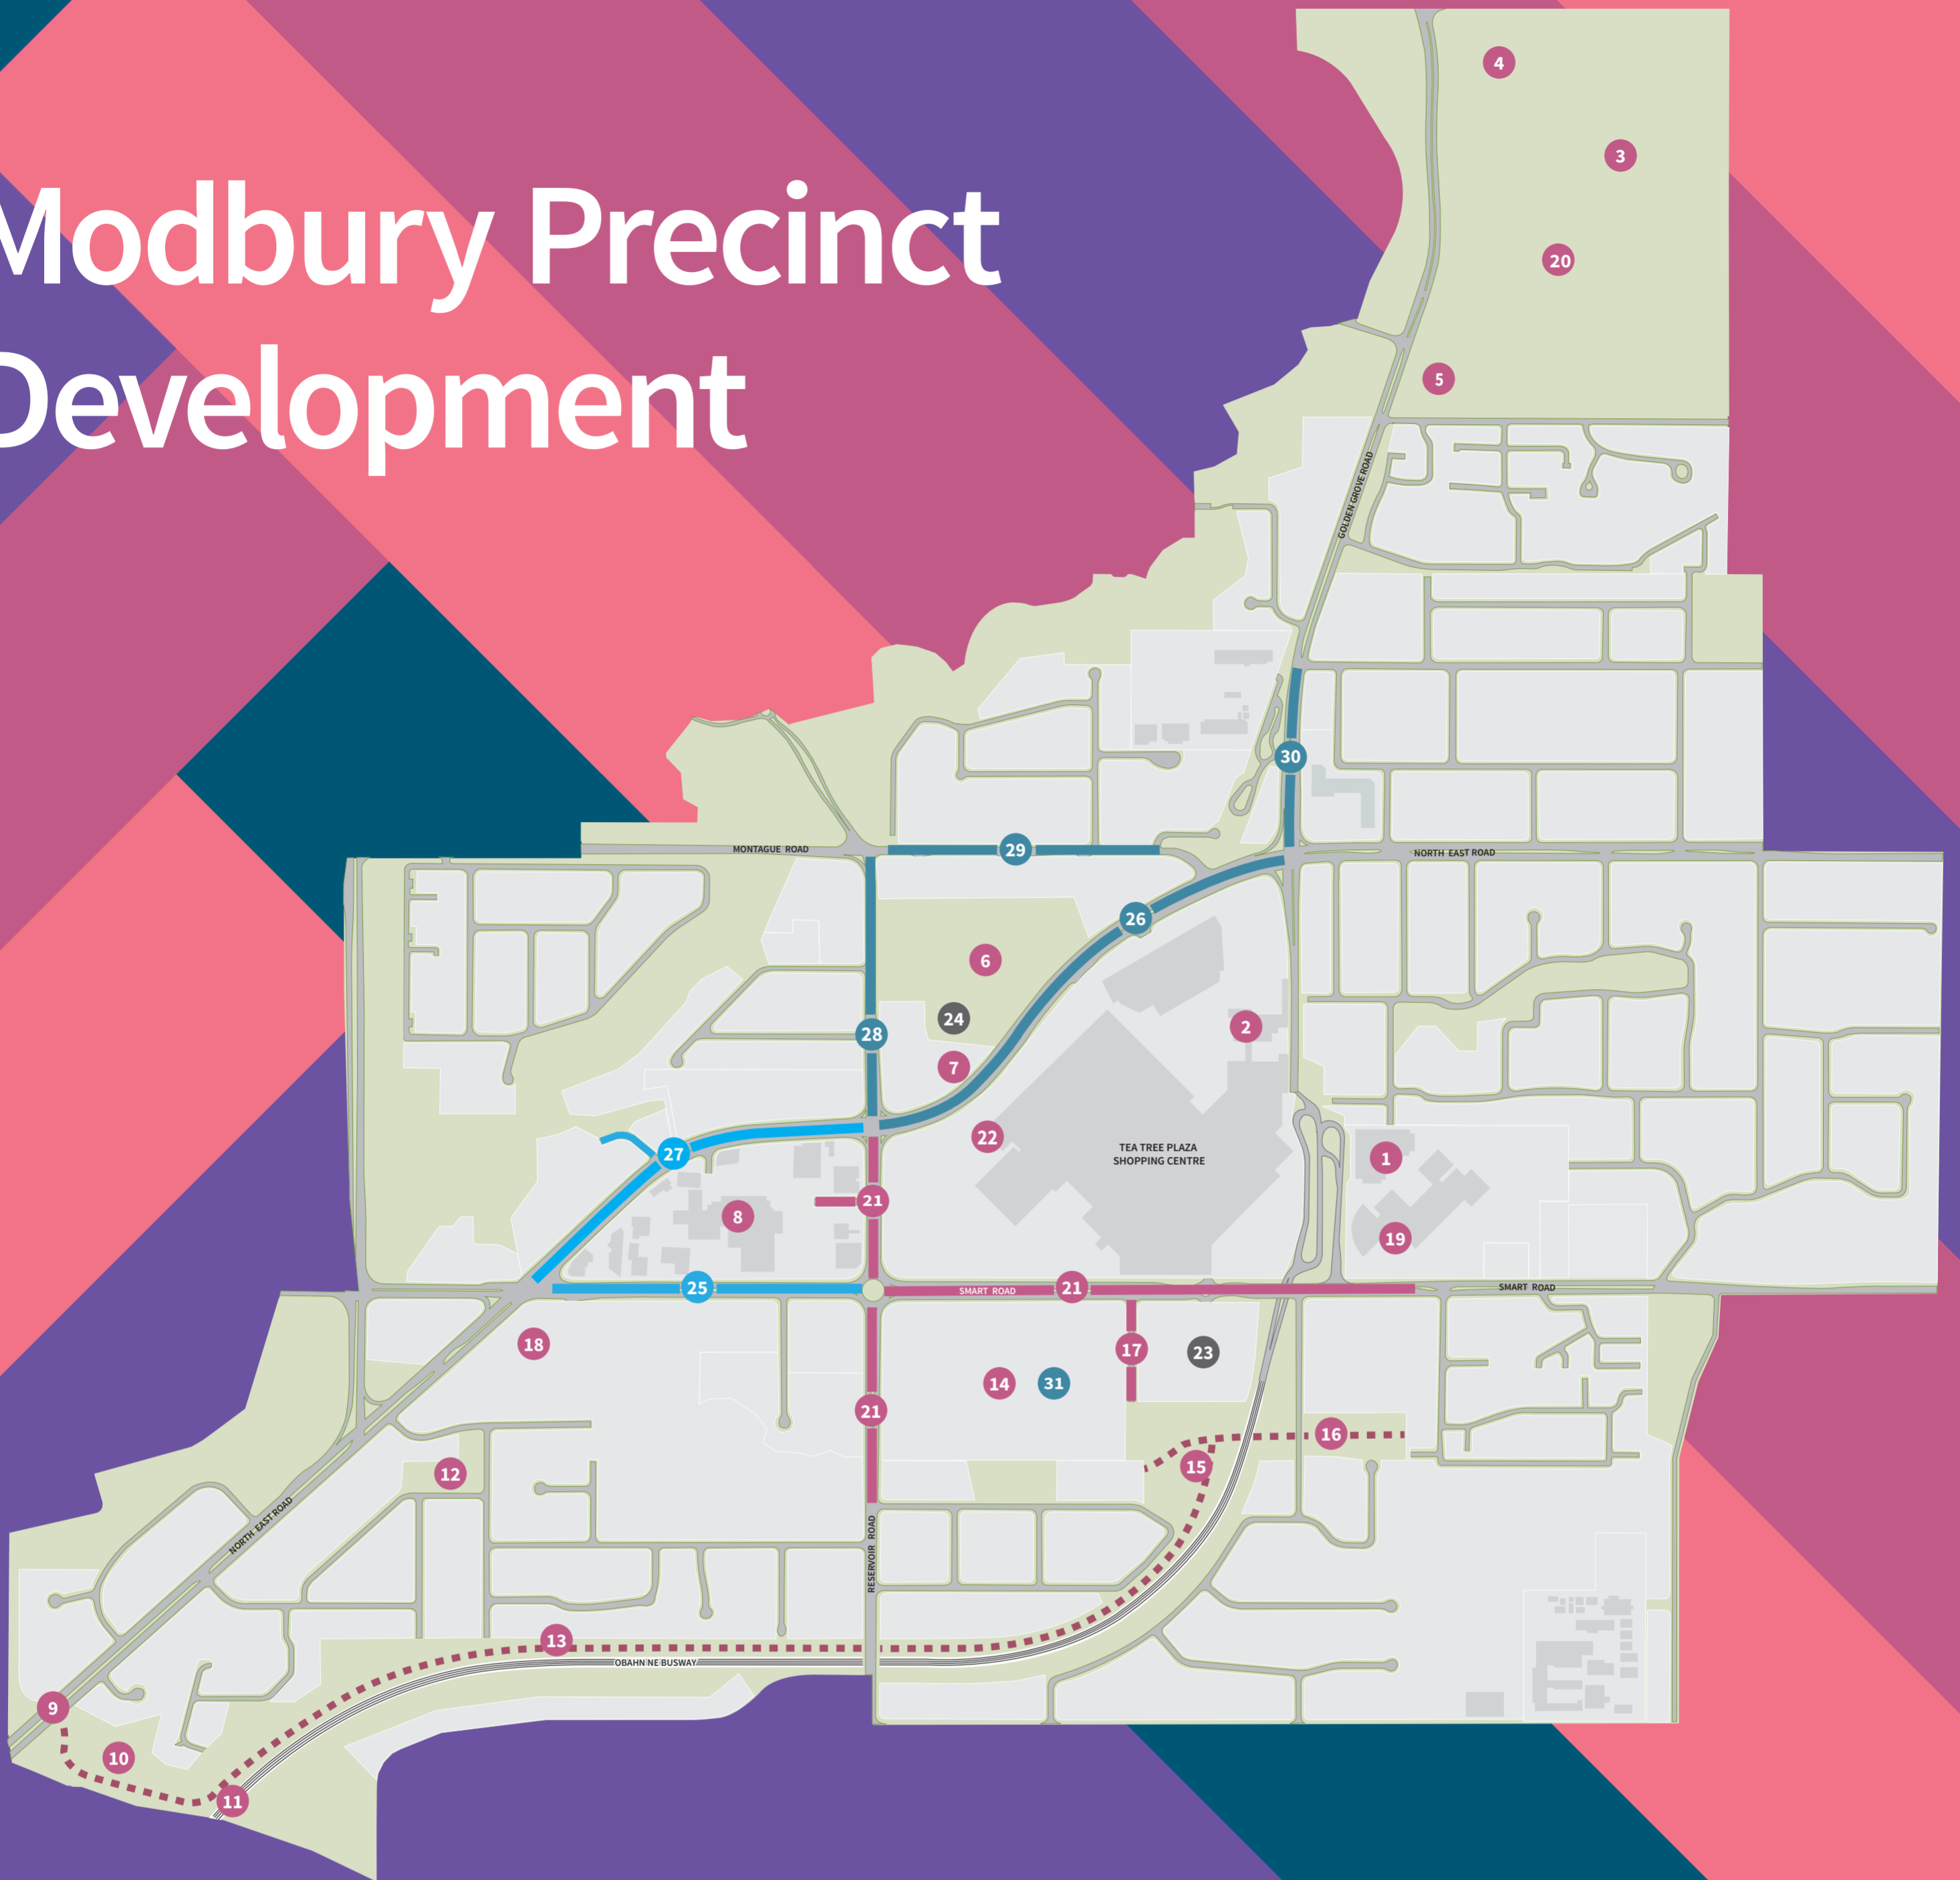 Modbury Precinct
Development
4
3
20
5
GOLDEN GROVE ROAD
30
MONTAGUE ROAD
29
NORTH EAST ROAD
26
6
24
28
2
7
22
TEA TREE PLAZA
SHOPPING CENTRE
27
1
21
8
19
25
SMART ROAD
21
SMART ROAD
18
17
23
14
31
21
16
15
12
NORTH EAST ROAD
RESERVOIR ROAD
13
OBAHN NE BUSWAY
9
10
11